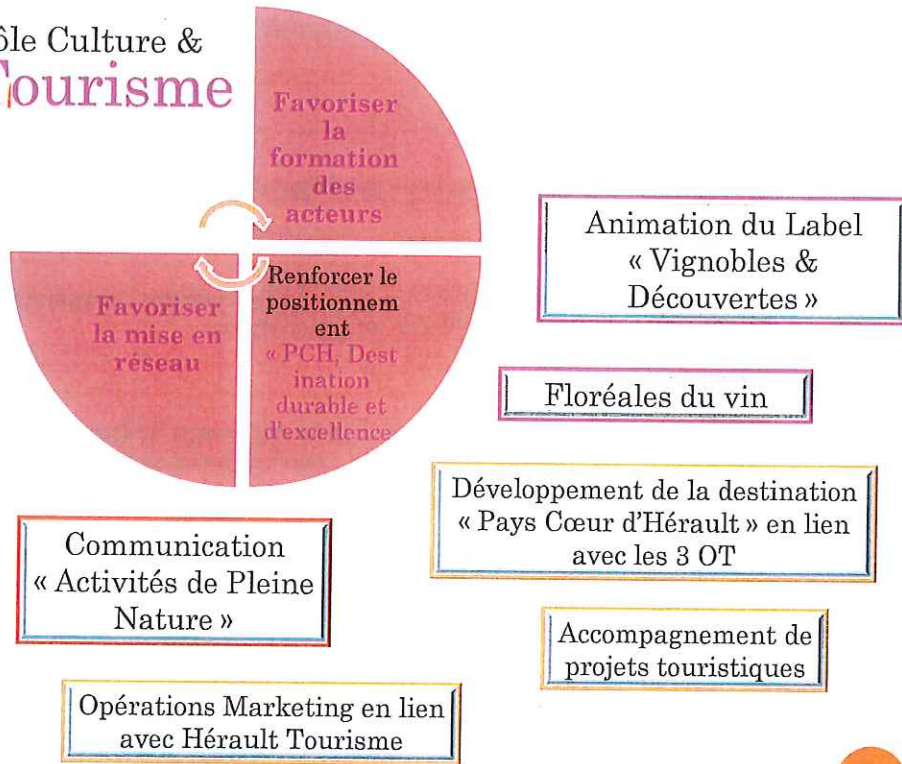 ôle Culture &
Tourisme
Favoriser
la
formation
des
acteurs
Favoriser
la mise en
réseau
Renforcer le
positionnem
ent
« PCH, Dest
ination
durable et
d'excellence
Animation du Label
« Vignobles &
Découvertes »
Floréales du vin
Développement de la destination
« Pays Cœur d'Hérault » en lien
avec les 3 OT
Communication
« Activités de Pleine
Nature »
Accompagnement de
projets touristiques
Opérations Marketing en lien
avec Hérault Tourisme